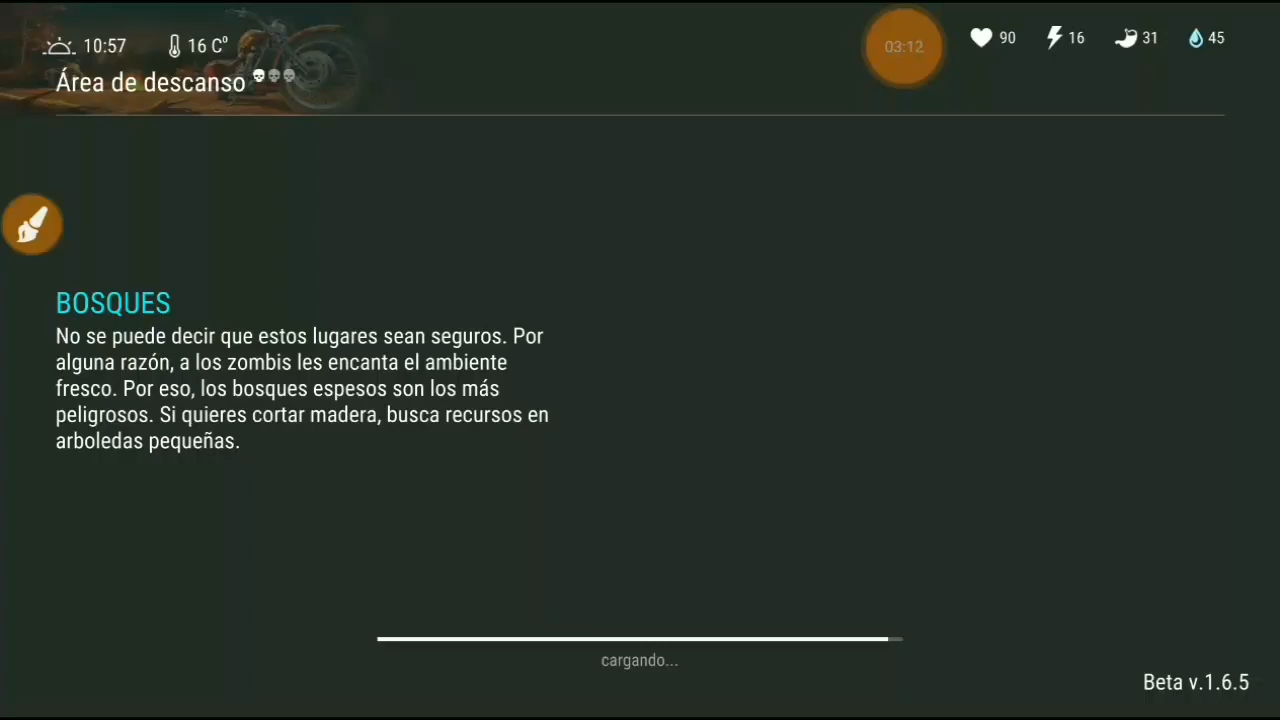 10:57
16 Cº
03:12
90
16
31
45
Área de descanso
BOSQUES
No se puede decir que estos lugares sean seguros. Por
alguna razón, a los zombis les encanta el ambiente
fresco. Por eso, los bosques espesos son los más
peligrosos. Si quieres cortar madera, busca recursos en
arboledas pequeñas.
cargando...
Beta v.1.6.5